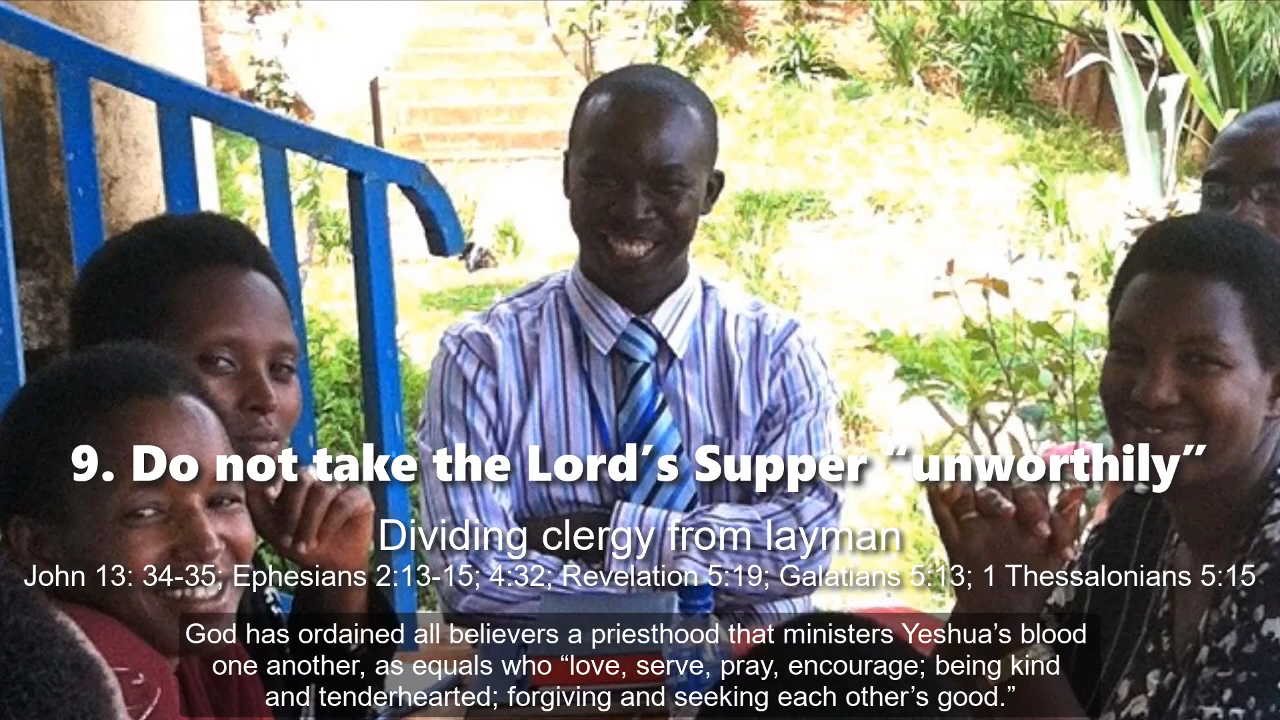 9. Do not take the Lord’s Supper “unworthily”
Dividing clergy from layman
John 13: 34-35; Ephesians 2:13-15; 4:32; Revelation 5:19; Galatians 5:13; 1 Thessalonians 5:15
God has ordained all believers a priesthood that ministers Yeshua’s blood
one another, as equals who “love, serve, pray, encourage; being kind
and tenderhearted; forgiving and seeking each other’s good.”